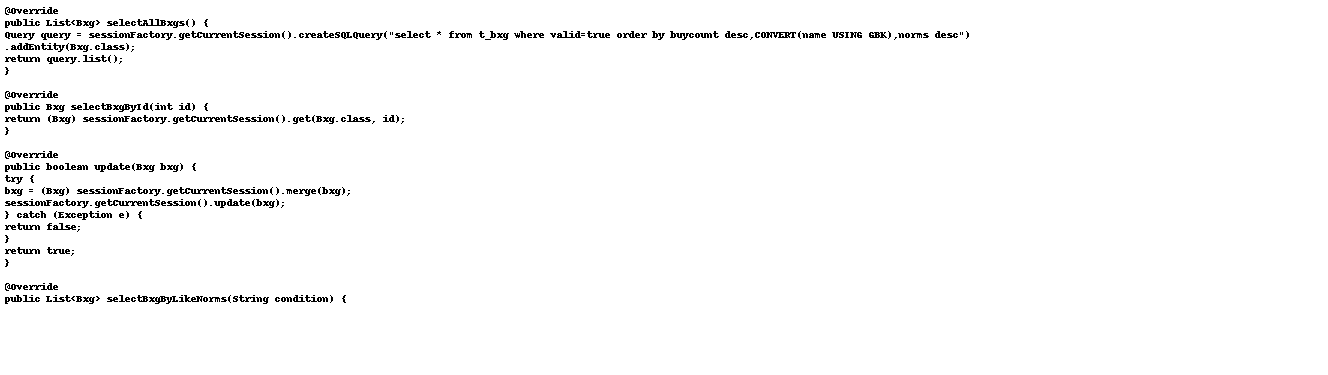 @Override
public List<Bxg> selectAllBxgs() {
Query query = sessionFactory.getCurrentSession().createSQLQuery("select * from t_bxg where valid=true order by buycount desc,CONVERT(name USING GBK),norms desc")
.addEntity(Bxg.class);
return query.list();
}
@Override
public Bxg selectBxgById(int id) {
return (Bxg) sessionFactory.getCurrentSession().get(Bxg.class, id);
}
@Override
public boolean update(Bxg bxg) {
try {
bxg = (Bxg) sessionFactory.getCurrentSession().merge(bxg);
sessionFactory.getCurrentSession().update(bxg);
} catch (Exception e) {
return false;
}
return true;
}
@Override
public List<Bxg> selectBxgByLikeNorms(String condition) {